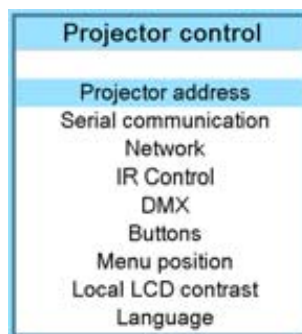 Projector control
Projector address
Serial communication
Network
IR Control
DMX
Buttons
Menu position
Local LCD contrast
Language